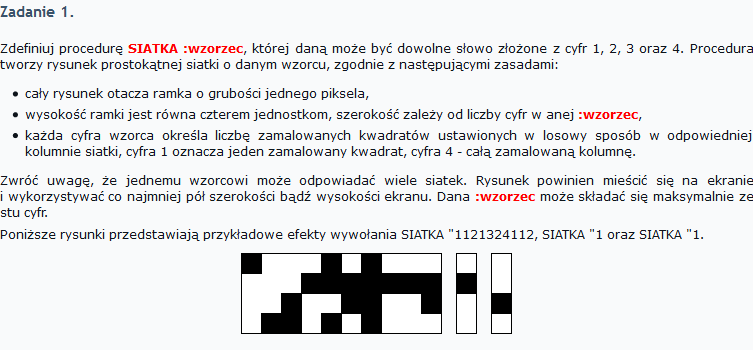 Zadanie 1.
Zdefiniuj procedurę SIATKA :wzorzec, której daną może być dowolne słowo złożone z cyfr 1, 2, 3 oraz 4. Procedura
tworzy rysunek prostokątnej siatki o danym wzorcu, zgodnie z następującymi zasadami:
• cały rysunek otacza ramka o grubości jednego piksela,
• wysokość ramki jest równa czterem jednostkom, szerokość zależy od liczby cyfr w anej :wzorzec,
• każda cyfra wzorca określa liczbę zamalowanych kwadratów ustawionych w losowy sposób w odpowiedniej
kolumnie siatki, cyfra 1 oznacza jeden zamalowany kwadrat, cyfra 4 - całą zamalowaną kolumnę.
Zwróć uwagę, że jednemu wzorcowi może odpowiadać wiele siatek. Rysunek powinien mieścić się na ekranie
i wykorzystywać co najmniej pół szerokości bądź wysokości ekranu. Dana :wzorzec może składać się maksymalnie ze
stu cyfr.
Poniższe rysunki przedstawiają przykładowe efekty wywołania SIATKA "1121324112, SIATKA "1 oraz SIATKA "1.